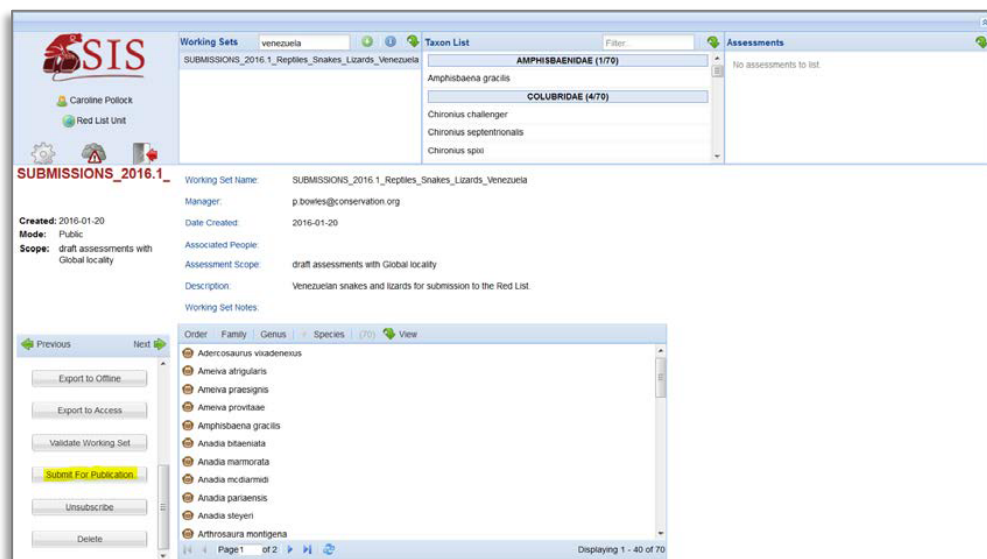 SIS
Caroline Pollock
Red List Unit
Working Sets venezuela
SUBMISSIONS_2016.1_Reptiles_Snakes_Lizards_Venezuela
Taxon List Filter...
AMPHISBAENIDAE (1/70)
Amphisbaena gracilis
COLUBRIDAE (4/70)
Chironius challenger
Chironius septentrionalis
Chironius spixi
Assessments
No assessments to list.
SUBMISSIONS_2016.1_
Created: 2016-01-20
Mode: Public
Scope: draft assessments with
Global locality
Working Set Name: SUBMISSIONS_2016.1_Reptiles_Snakes_Lizards_Venezuela
Manager: p.bowles@conservation.org
Date Created: 2016-01-20
Associated People:
Assessment Scope: draft assessments with Global locality
Description: Venezuelan snakes and lizards for submission to the Red List.
Working Set Notes:
Previous Next
Export to Offline
Export to Access
Validate Working Set
Submit For Publication
Unsubscribe
Delete
Order Family Genus Species (70) View
Adercosaurus vixadenexus
Ameiva atrigularis
Ameiva praesignis
Ameiva provitaae
Amphisbaena gracilis
Anadia bitaeniata
Anadia marmorata
Anadia mcdiarmidi
Anadia pariaensis
Anadia steyeri
Arthrosaura montigena
Page 1 of 2 Displaying 1 - 40 of 70